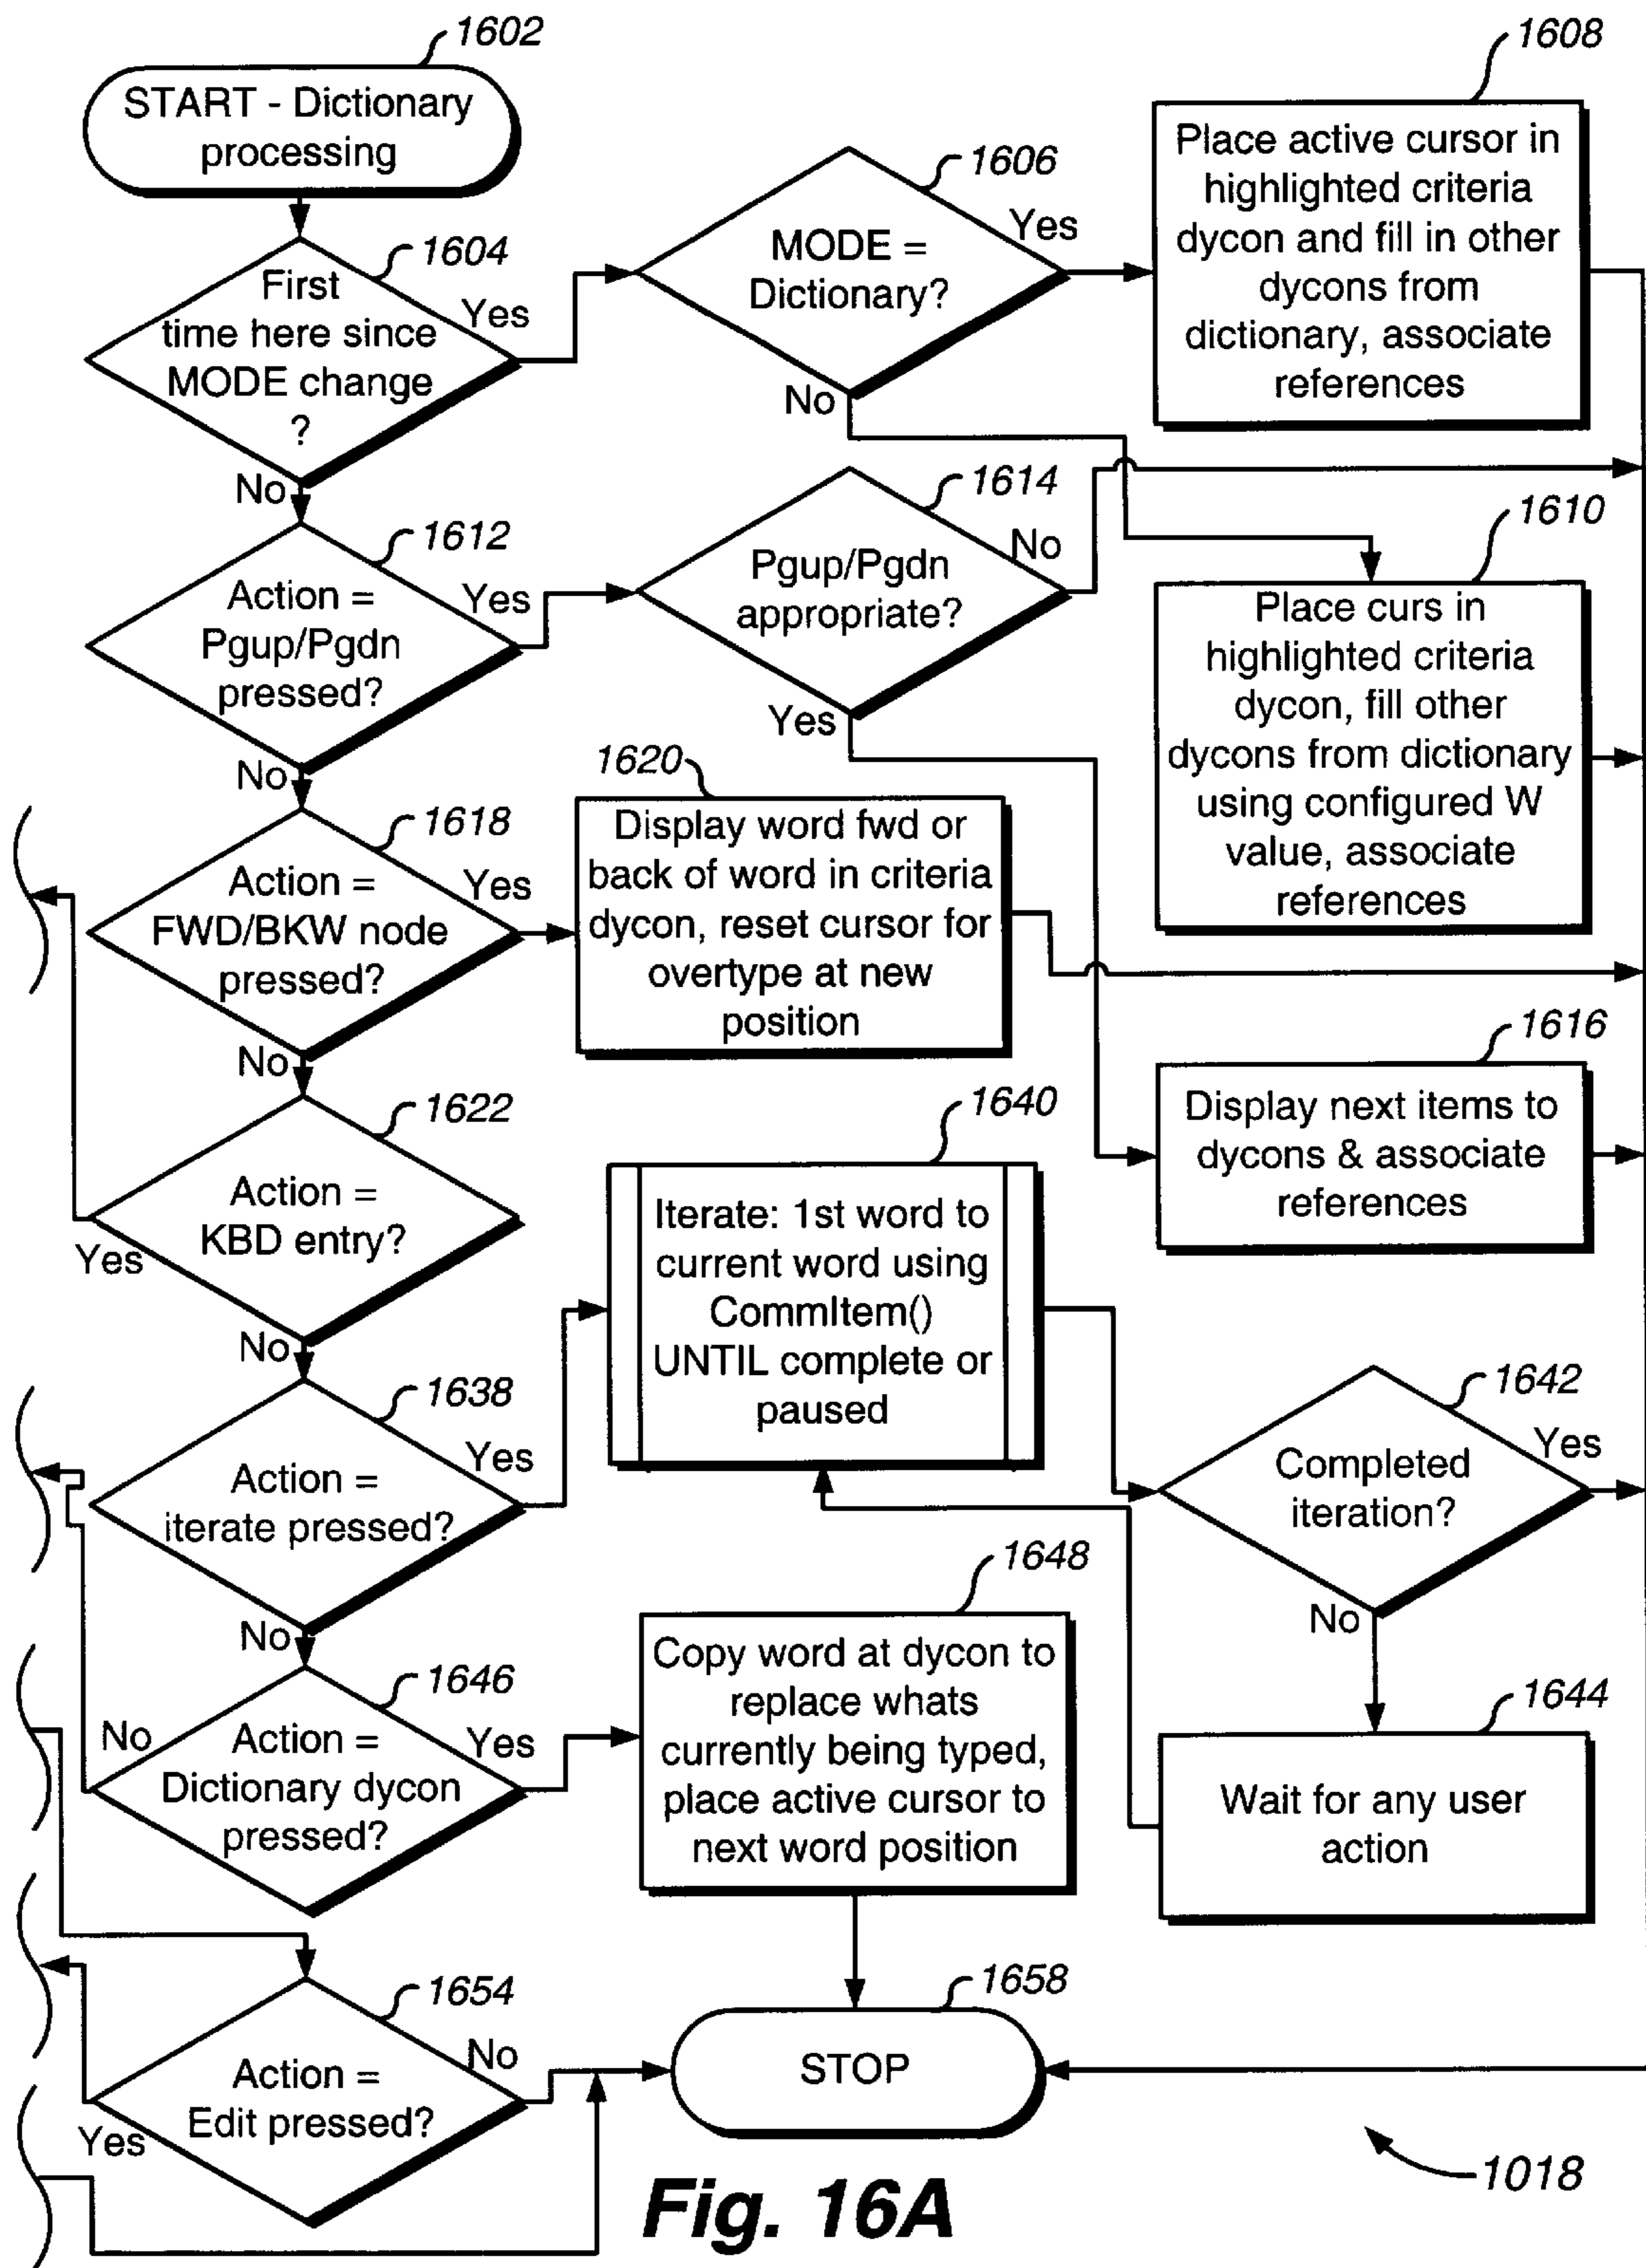 1602
START - Dictionary
processing
1604
First
time here since
MODE change
?
Yes
No
1606
MODE =
Dictionary?
Yes
No
1608
Place active cursor in
highlighted criteria
dycon and fill in other
dycons from
dictionary, associate
references
1612
Action =
Pgup/Pgdn
pressed?
Yes
No
1614
Pgup/Pgdn
appropriate?
No
Yes
1610
Place curs in
highlighted criteria
dycon, fill other
dycons from dictionary
using configured W
value, associate
references
1618
Action =
FWD/BKW node
pressed?
Yes
No
1620
Display word fwd or
back of word in criteria
dycon, reset cursor for
overtype at new
position
1616
Display next items to
dycons & associate
references
1622
Action =
KBD entry?
Yes
No
1640
Iterate: 1st word to
current word using
CommItem()
UNTIL complete or
paused
1638
Action =
iterate pressed?
Yes
No
1642
Completed
iteration?
Yes
No
1646
Action =
Dictionary dycon
pressed?
No
Yes
1648
Copy word at dycon to
replace whats
currently being typed,
place active cursor to
next word position
1644
Wait for any user
action
1654
Action =
Edit pressed?
No
Yes
1658
STOP
1018
Fig. 16A